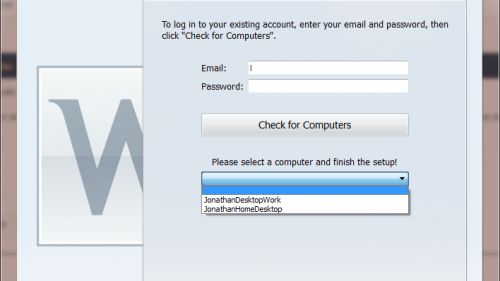 To log in to your existing account, enter your email and password, then
click "Check for Computers".
Email:
Password:
Check for Computers
Please select a computer and finish the setup!
JonathanDesktopWork
JonathanHomeDesktop
W